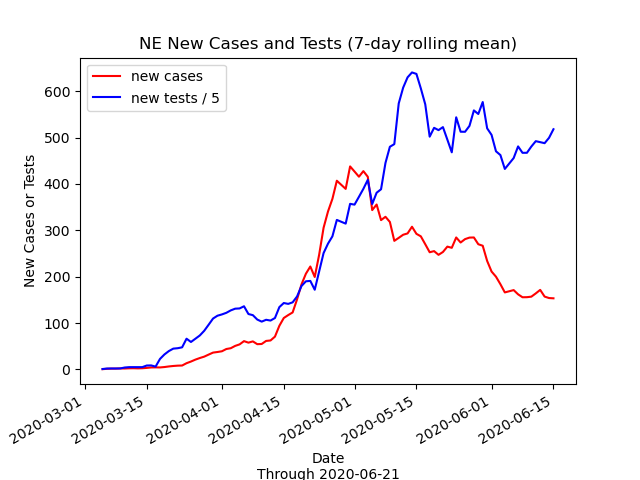 NE New Cases and Tests (7-day rolling mean)
new cases
new tests / 5
New Cases or Tests
600
500
400
300
200
100
0
2020-03-01
2020-03-15
2020-04-01
2020-04-15
2020-05-01
2020-05-15
2020-06-01
2020-06-15
Date
Through 2020-06-21